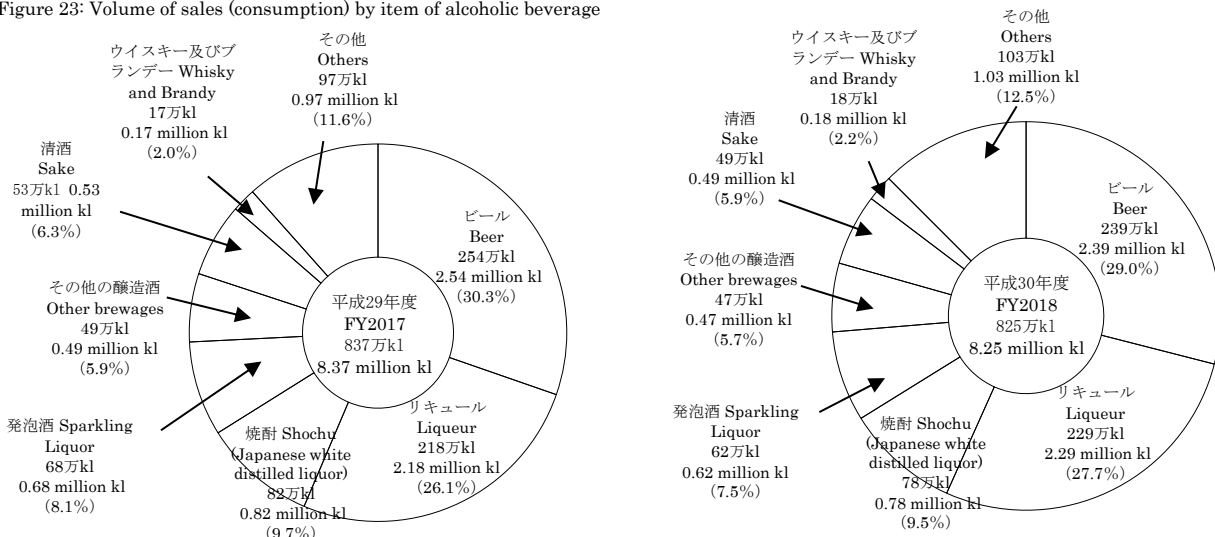 Figure 23: Volume of sales (consumption) by item of alcoholic beverage
その他
Others
97万kl
0.97 million kl
（11.6%）
ウイスキー及びブ
ランデー Whisky
and Brandy
17万kl
0.17 million kl
（2.0%）
清酒
Sake
53万kl 0.53
million kl
（6.3%）
その他の醸造酒
Other brewages
49万kl
0.49 million kl
（5.9%）
発泡酒 Sparkling
Liquor
68万kl
0.68 million kl
（8.1%）
焼酎 Shochu
(Japanese white
distilled liquor)
82万kl
0.82 million kl
（9.7%）
リキュール
Liqueur
218万kl
2.18 million kl
（26.1%）
ビール
Beer
254万kl
2.54 million kl
（30.3%）
平成29年度
FY2017
837万kl
8.37 million kl
その他
Others
103万kl
1.03 million kl
（12.5%）
ウイスキー及びブ
ランデー Whisky
and Brandy
18万kl
0.18 million kl
（2.2%）
清酒
Sake
49万kl
0.49 million kl
（5.9%）
その他の醸造酒
Other brewages
47万kl
0.47 million kl
（5.7%）
発泡酒 Sparkling
Liquor
62万kl
0.62 million kl
（7.5%）
焼酎 Shochu
(Japanese white
distilled liquor)
78万kl
0.78 million kl
（9.5%）
リキュール
Liqueur
229万kl
2.29 million kl
（27.7%）
ビール
Beer
239万kl
2.39 million kl
（29.0%）
平成30年度
FY2018
825万kl
8.25 million kl